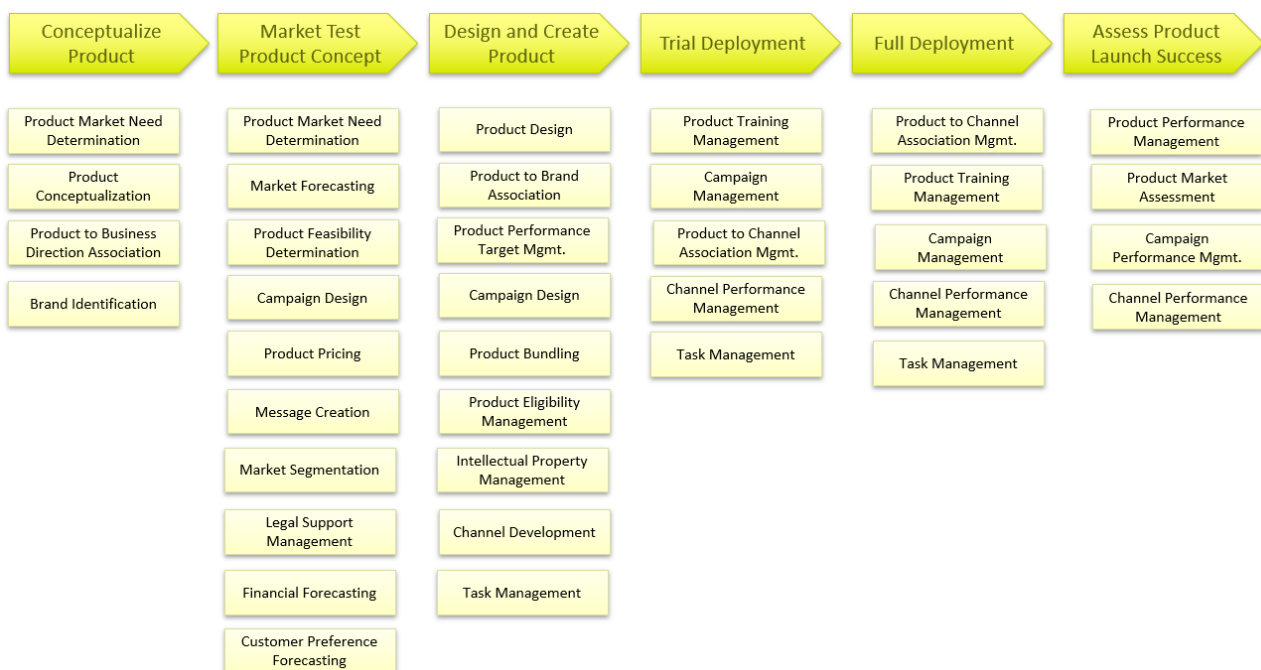 Conceptualize
Product
Market Test
Product Concept
Design and Create
Product
Trial Deployment
Full Deployment
Assess Product
Launch Success
Product Market Need
Determination
Product
Conceptualization
Product to Business
Direction Association
Brand Identification
Product Market Need
Determination
Market Forecasting
Product Feasibility
Determination
Campaign Design
Product Pricing
Message Creation
Market Segmentation
Legal Support
Management
Financial Forecasting
Customer Preference
Forecasting
Product Design
Product to Brand
Association
Product Performance
Target Mgmt.
Campaign Design
Product Bundling
Product Eligibility
Management
Intellectual Property
Management
Channel Development
Task Management
Product Training
Management
Campaign
Management
Product to Channel
Association Mgmt.
Channel Performance
Management
Task Management
Product to Channel
Association Mgmt.
Product Training
Management
Campaign
Management
Channel Performance
Management
Task Management
Product Performance
Management
Product Market
Assessment
Campaign
Performance Mgmt.
Channel Performance
Management